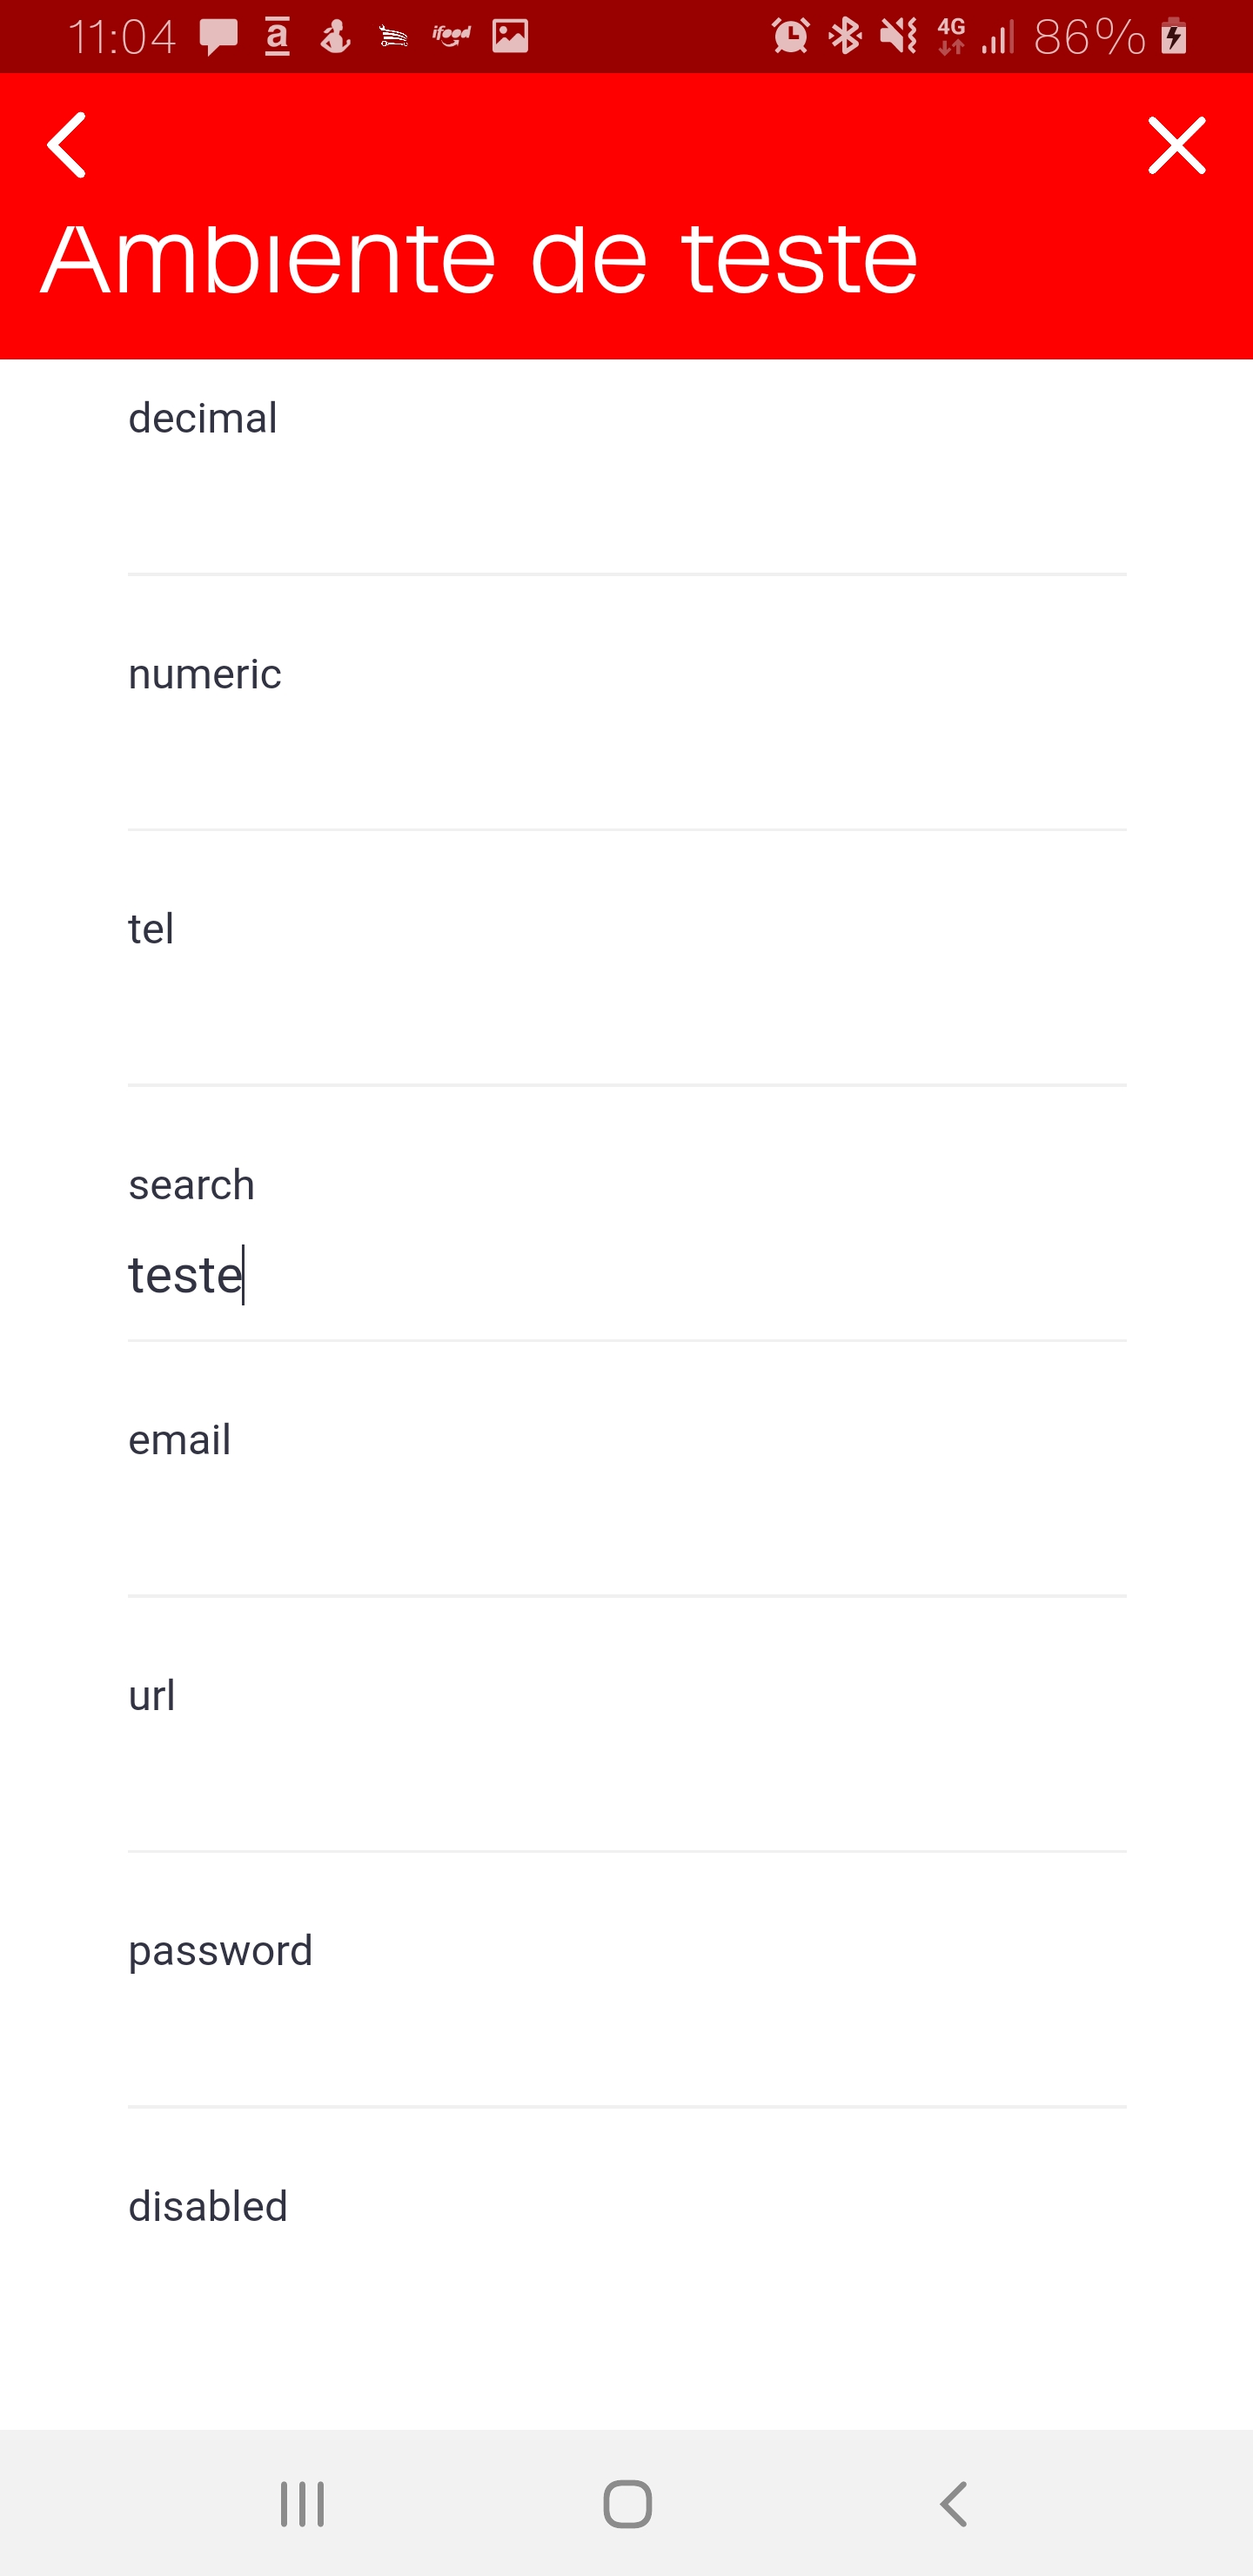 11:04 a ifood 4G 86%
Ambiente de teste
decimal
numeric
tel
search
teste
email
url
password
disabled